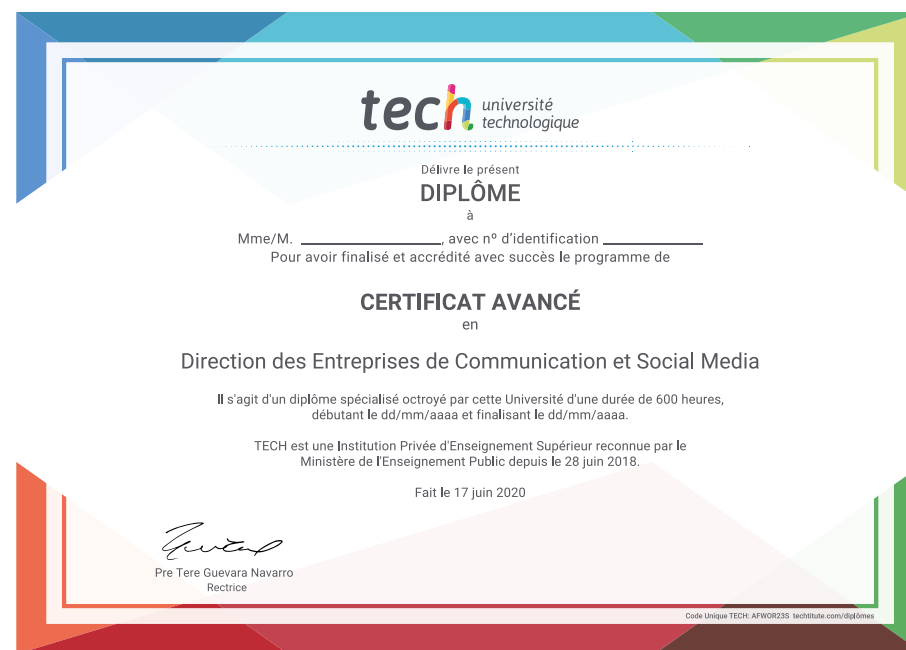 tech université
technologique
Délivre le présent
DIPLÔME
à
Mme/M. ____________________, avec nº d'identification ______________
Pour avoir finalisé et accrédité avec succès le programme de
CERTIFICAT AVANCÉ
en
Direction des Entreprises de Communication et Social Media
Il s'agit d'un diplôme spécialisé octroyé par cette Université d'une durée de 600 heures,
débutant le dd/mm/aaaa et finalisant le dd/mm/aaaa.
TECH est une Institution Privée d'Enseignement Supérieur reconnue par le
Ministère de l'Enseignement Public depuis le 28 juin 2018.
Fait le 17 juin 2020
Pre Tere Guevara Navarro
Rectrice
Code Unique TECH: AFWOR23S techtitute.com/diplômes